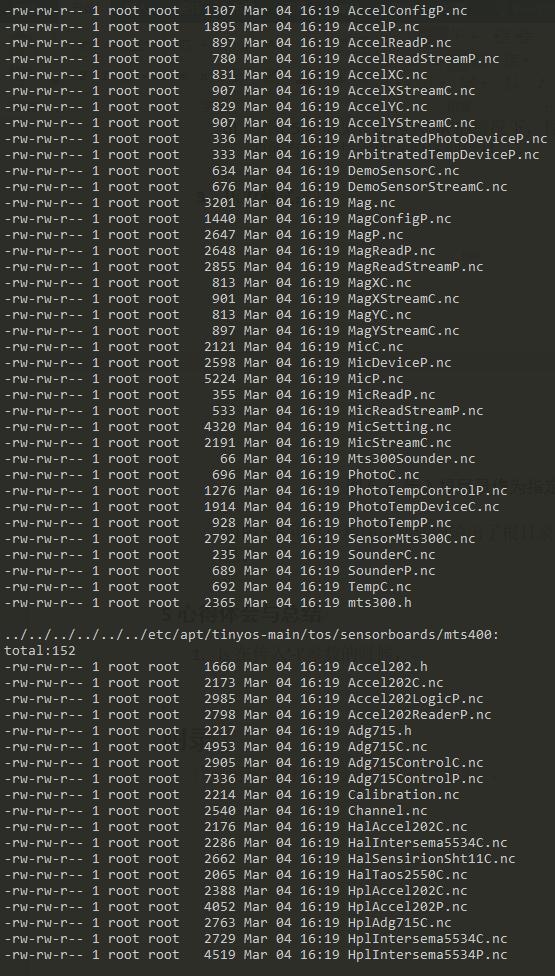 -rw-rw-r-- 1 root root 1307 Mar 04 16:19 AccelConfigP.nc
-rw-rw-r-- 1 root root 1895 Mar 04 16:19 AccelP.nc
-rw-rw-r-- 1 root root 897 Mar 04 16:19 AccelReadP.nc
-rw-rw-r-- 1 root root 780 Mar 04 16:19 AccelReadStreamP.nc
-rw-rw-r-- 1 root root 831 Mar 04 16:19 AccelXC.nc
-rw-rw-r-- 1 root root 907 Mar 04 16:19 AccelXStreamC.nc
-rw-rw-r-- 1 root root 829 Mar 04 16:19 AccelYC.nc
-rw-rw-r-- 1 root root 907 Mar 04 16:19 AccelYStreamC.nc
-rw-rw-r-- 1 root root 336 Mar 04 16:19 ArbitratedPhotoDeviceP.nc
-rw-rw-r-- 1 root root 333 Mar 04 16:19 ArbitratedTempDeviceP.nc
-rw-rw-r-- 1 root root 634 Mar 04 16:19 DemoSensorC.nc
-rw-rw-r-- 1 root root 676 Mar 04 16:19 DemoSensorStreamC.nc
-rw-rw-r-- 1 root root 3201 Mar 04 16:19 Mag.nc
-rw-rw-r-- 1 root root 1440 Mar 04 16:19 MagConfigP.nc
-rw-rw-r-- 1 root root 2647 Mar 04 16:19 MagP.nc
-rw-rw-r-- 1 root root 2648 Mar 04 16:19 MagReadP.nc
-rw-rw-r-- 1 root root 2855 Mar 04 16:19 MagReadStreamP.nc
-rw-rw-r-- 1 root root 813 Mar 04 16:19 MagXC.nc
-rw-rw-r-- 1 root root 901 Mar 04 16:19 MagXStreamC.nc
-rw-rw-r-- 1 root root 813 Mar 04 16:19 MagYC.nc
-rw-rw-r-- 1 root root 897 Mar 04 16:19 MagYStreamC.nc
-rw-rw-r-- 1 root root 2121 Mar 04 16:19 MicC.nc
-rw-rw-r-- 1 root root 2598 Mar 04 16:19 MicDeviceP.nc
-rw-rw-r-- 1 root root 5224 Mar 04 16:19 MicP.nc
-rw-rw-r-- 1 root root 355 Mar 04 16:19 MicReadP.nc
-rw-rw-r-- 1 root root 533 Mar 04 16:19 MicReadStreamP.nc
-rw-rw-r-- 1 root root 4320 Mar 04 16:19 MicSetting.nc
-rw-rw-r-- 1 root root 2191 Mar 04 16:19 MicStreamC.nc
-rw-rw-r-- 1 root root 66 Mar 04 16:19 Mts300Sounder.nc
-rw-rw-r-- 1 root root 696 Mar 04 16:19 PhotoC.nc
-rw-rw-r-- 1 root root 1276 Mar 04 16:19 PhotoTempControlP.nc
-rw-rw-r-- 1 root root 1914 Mar 04 16:19 PhotoTempDeviceC.nc
-rw-rw-r-- 1 root root 928 Mar 04 16:19 PhotoTempP.nc
-rw-rw-r-- 1 root root 2792 Mar 04 16:19 SensorMts300C.nc
-rw-rw-r-- 1 root root 235 Mar 04 16:19 SounderC.nc
-rw-rw-r-- 1 root root 689 Mar 04 16:19 SounderP.nc
-rw-rw-r-- 1 root root 692 Mar 04 16:19 TempC.nc
-rw-rw-r-- 1 root root 2365 Mar 04 16:19 mts300.h
../../../../../../etc/apt/tinyos-main/tos/sensorboards/mts400:
total:152
-rw-rw-r-- 1 root root 1660 Mar 04 16:19 Accel202.h
-rw-rw-r-- 1 root root 2173 Mar 04 16:19 Accel202C.nc
-rw-rw-r-- 1 root root 2985 Mar 04 16:19 Accel202LogicP.nc
-rw-rw-r-- 1 root root 2798 Mar 04 16:19 Accel202ReaderP.nc
-rw-rw-r-- 1 root root 2217 Mar 04 16:19 Adg715.h
-rw-rw-r-- 1 root root 4953 Mar 04 16:19 Adg715C.nc
-rw-rw-r-- 1 root root 2905 Mar 04 16:19 Adg715ControlC.nc
-rw-rw-r-- 1 root root 7336 Mar 04 16:19 Adg715ControlP.nc
-rw-rw-r-- 1 root root 2214 Mar 04 16:19 Calibration.nc
-rw-rw-r-- 1 root root 2540 Mar 04 16:19 Channel.nc
-rw-rw-r-- 1 root root 2176 Mar 04 16:19 HalAccel202C.nc
-rw-rw-r-- 1 root root 2286 Mar 04 16:19 HalIntersema5534C.nc
-rw-rw-r-- 1 root root 2662 Mar 04 16:19 HalSensirionSht11C.nc
-rw-rw-r-- 1 root root 2065 Mar 04 16:19 HalTaos2550C.nc
-rw-rw-r-- 1 root root 2388 Mar 04 16:19 HplAccel202C.nc
-rw-rw-r-- 1 root root 4052 Mar 04 16:19 HplAccel202P.nc
-rw-rw-r-- 1 root root 2763 Mar 04 16:19 HplAdg715C.nc
-rw-rw-r-- 1 root root 2729 Mar 04 16:19 HplIntersema5534C.nc
-rw-rw-r-- 1 root root 4519 Mar 04 16:19 HplIntersema5534P.nc